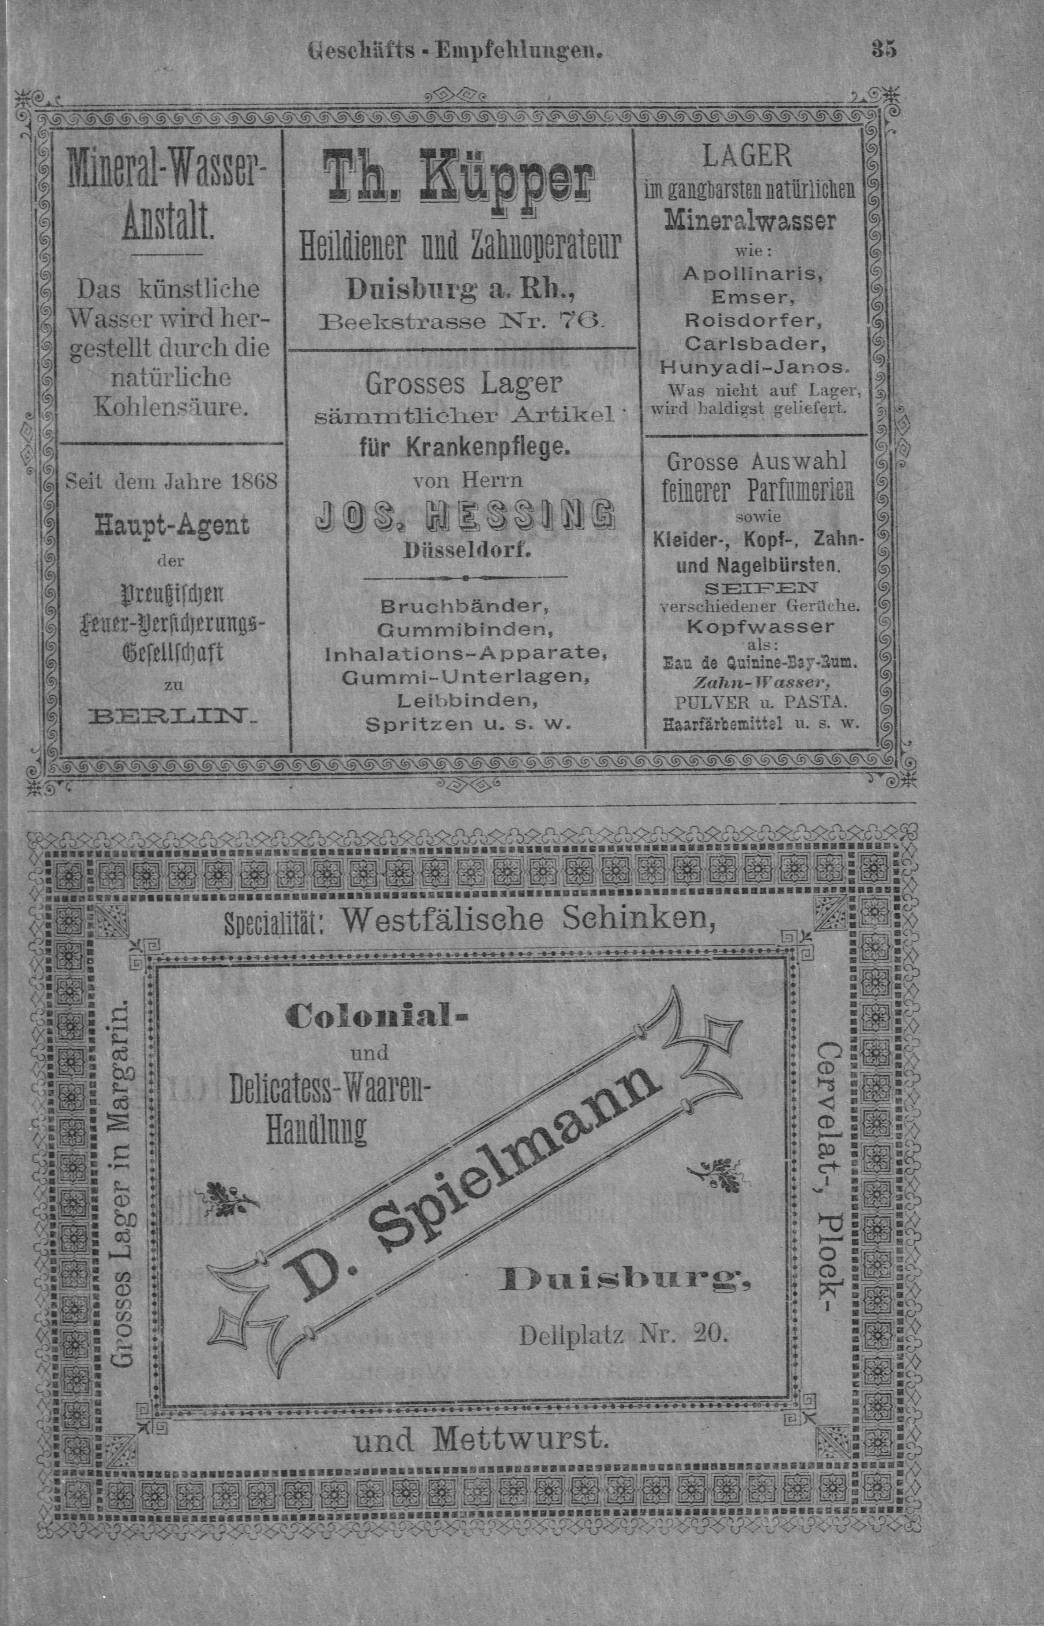 Geschäfts - Empfehlungen. 35
Mineral-Wasser-
Anstalt.
Das künstliche
Wasser wird her-
gestellt durch die
natürliche
Kohlensäure.
Seit dem Jahre 1868
Haupt-Agent
der
Preußischen
Feuer-Versicherungs-
Gesellschaft
zu
BERLIN.
Th. Küpper
Heildiener und Zahnoperateur
Duisburg a. Rh.,
Beekstrasse Nr. 76.
Grosses Lager
sämmtlicher Artikel
für Krankenpflege.
von Herrn
JOS. HESSING
Düsseldorf.
Bruchbänder,
Gummibinden,
Inhalations-Apparate,
Gummi-Unterlagen,
Leibbinden,
Spritzen u. s. w.
LAGER
im gangbarsten natürlichen
Mineralwasser
wie:
Apollinaris,
Emser,
Roisdorfer,
Carlsbader,
Hunyadi-Janos.
Was nicht auf Lager,
wird baldigst geliefert.
Grosse Auswahl
feinerer Parfumerien
sowie
Kleider-, Kopf-, Zahn-
und Nagelbürsten.
SEIFEN
verschiedener Gerüche.
Kopfwasser
als:
Eau de Quinine-Bay-Rum.
Zahn-Wasser,
PULVER u. PASTA.
Haarfärbemittel u. s. w.
Specialität: Westfälische Schinken,
Cervelat-, Plock-
und Mettwurst.
Grosses Lager in Margarin.
Colonial-
und
Delicatess-Waaren-
Handlung
D. Spielmann
Duisburg,
Dellplatz Nr. 20.